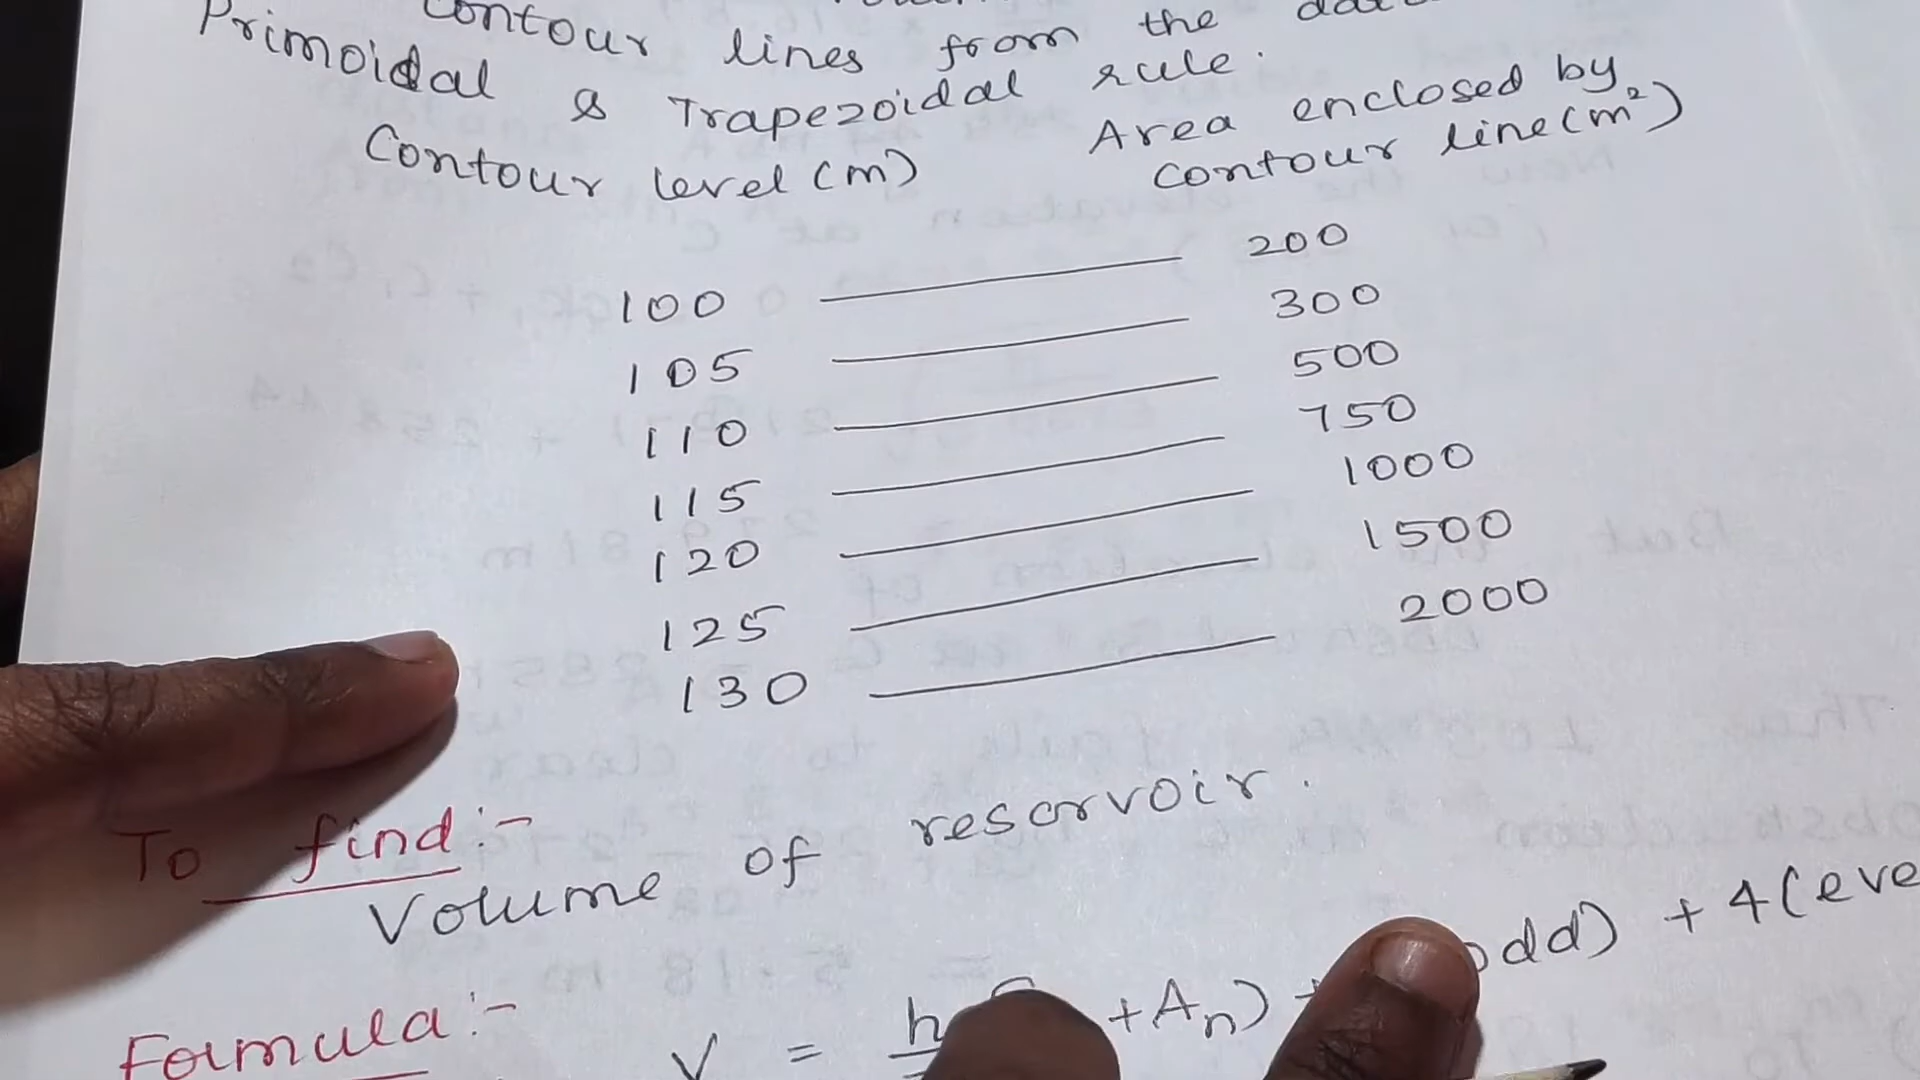 contour lines from the
Primoidal & Trapezoidal rule.
Contour level (m) Area enclosed by
contour line (m²)
100 200
105 300
110 500
115 750
120 1000
125 1500
130 2000
To find:-
Volume of reservoir.
Formula:- V = h + An) + odd) + 4(eve